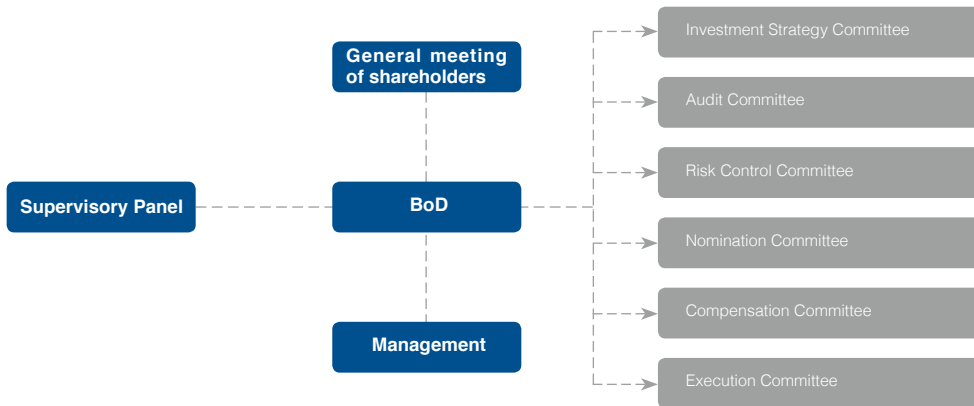 General meeting
of shareholders
Supervisory Panel
BoD
Management
Investment Strategy Committee
Audit Committee
Risk Control Committee
Nomination Committee
Compensation Committee
Execution Committee